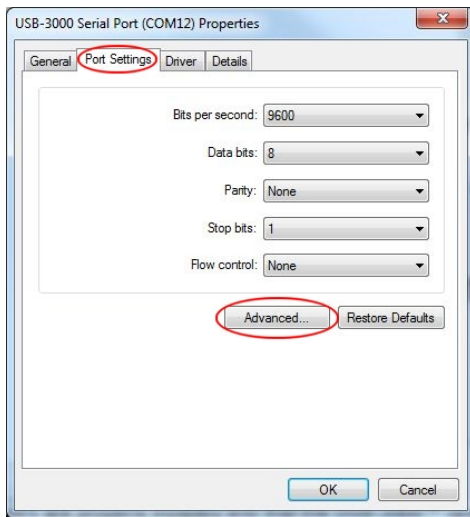 USB-3000 Serial Port (COM12) Properties
General Port Settings Driver Details
Bits per second: 9600
Data bits: 8
Parity: None
Stop bits: 1
Flow control: None
Advanced... Restore Defaults
OK Cancel